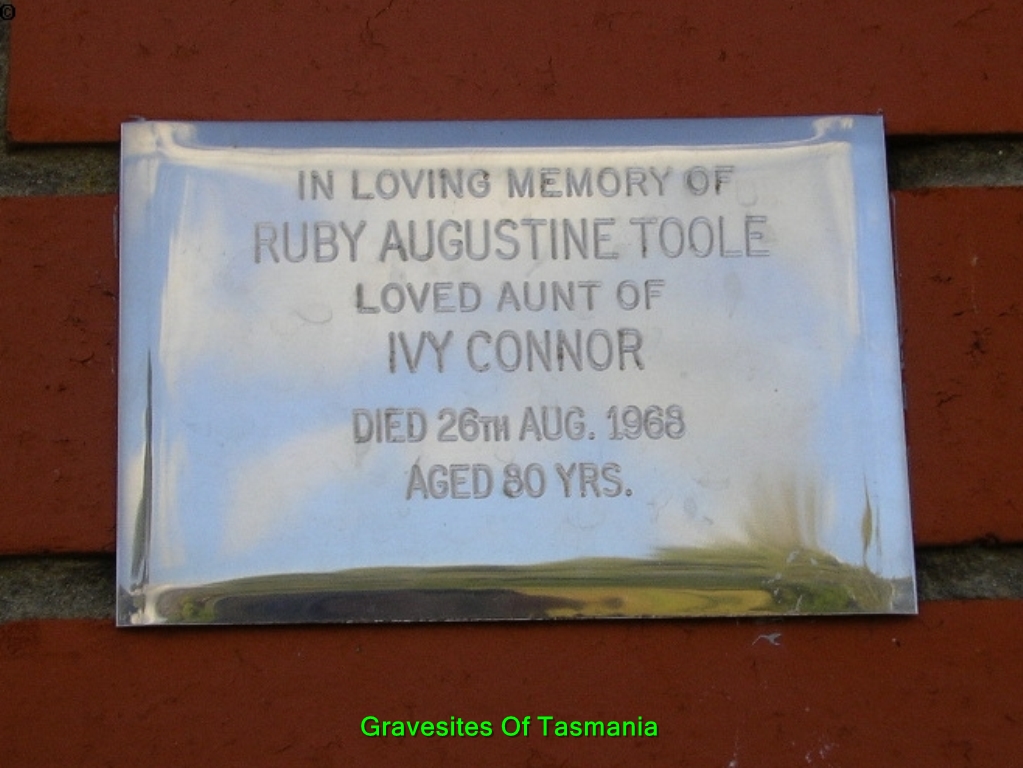 ©
IN LOVING MEMORY OF
RUBY AUGUSTINE TOOLE
LOVED AUNT OF
IVY CONNOR
DIED 26TH AUG. 1968
AGED 80 YRS.
Gravesites Of Tasmania